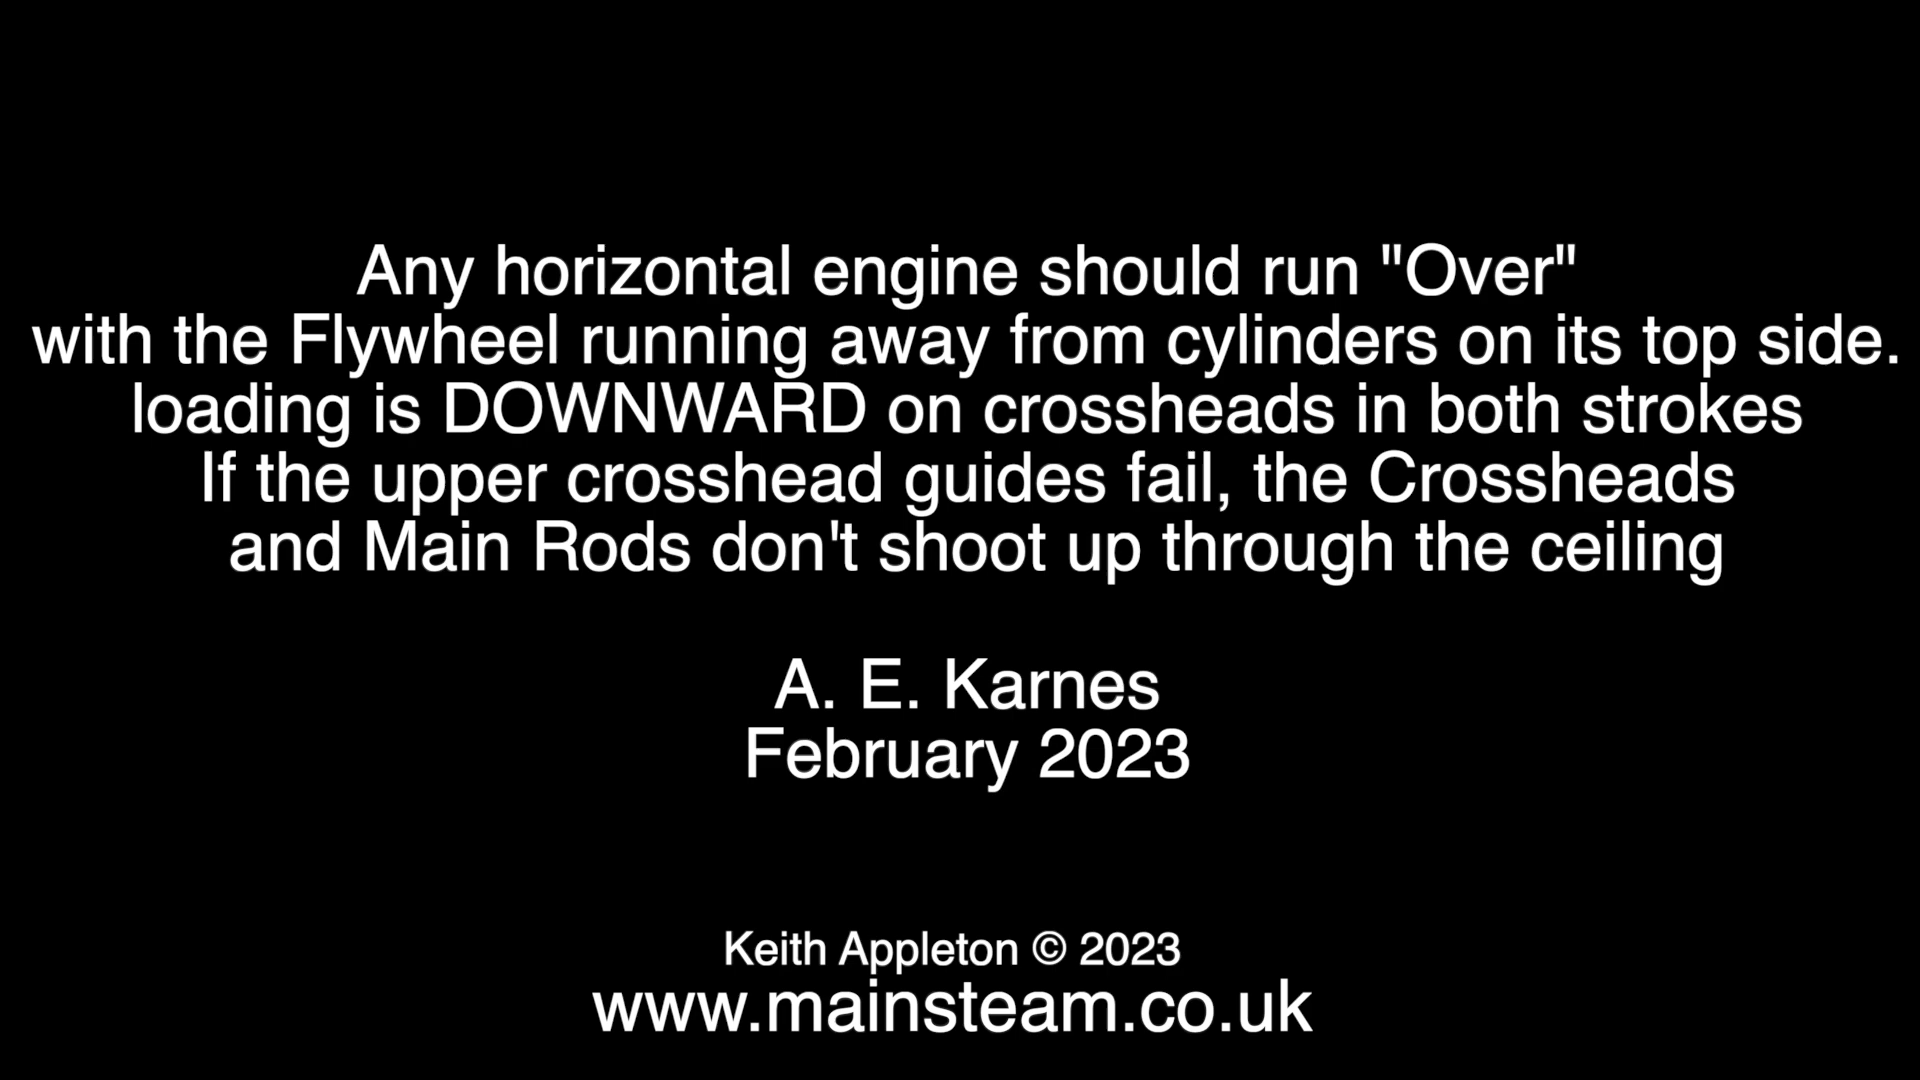 Any horizontal engine should run "Over"
with the Flywheel running away from cylinders on its top side.
loading is DOWNWARD on crossheads in both strokes
If the upper crosshead guides fail, the Crossheads
and Main Rods don't shoot up through the ceiling
A. E. Karnes
February 2023
Keith Appleton © 2023
www.mainsteam.co.uk